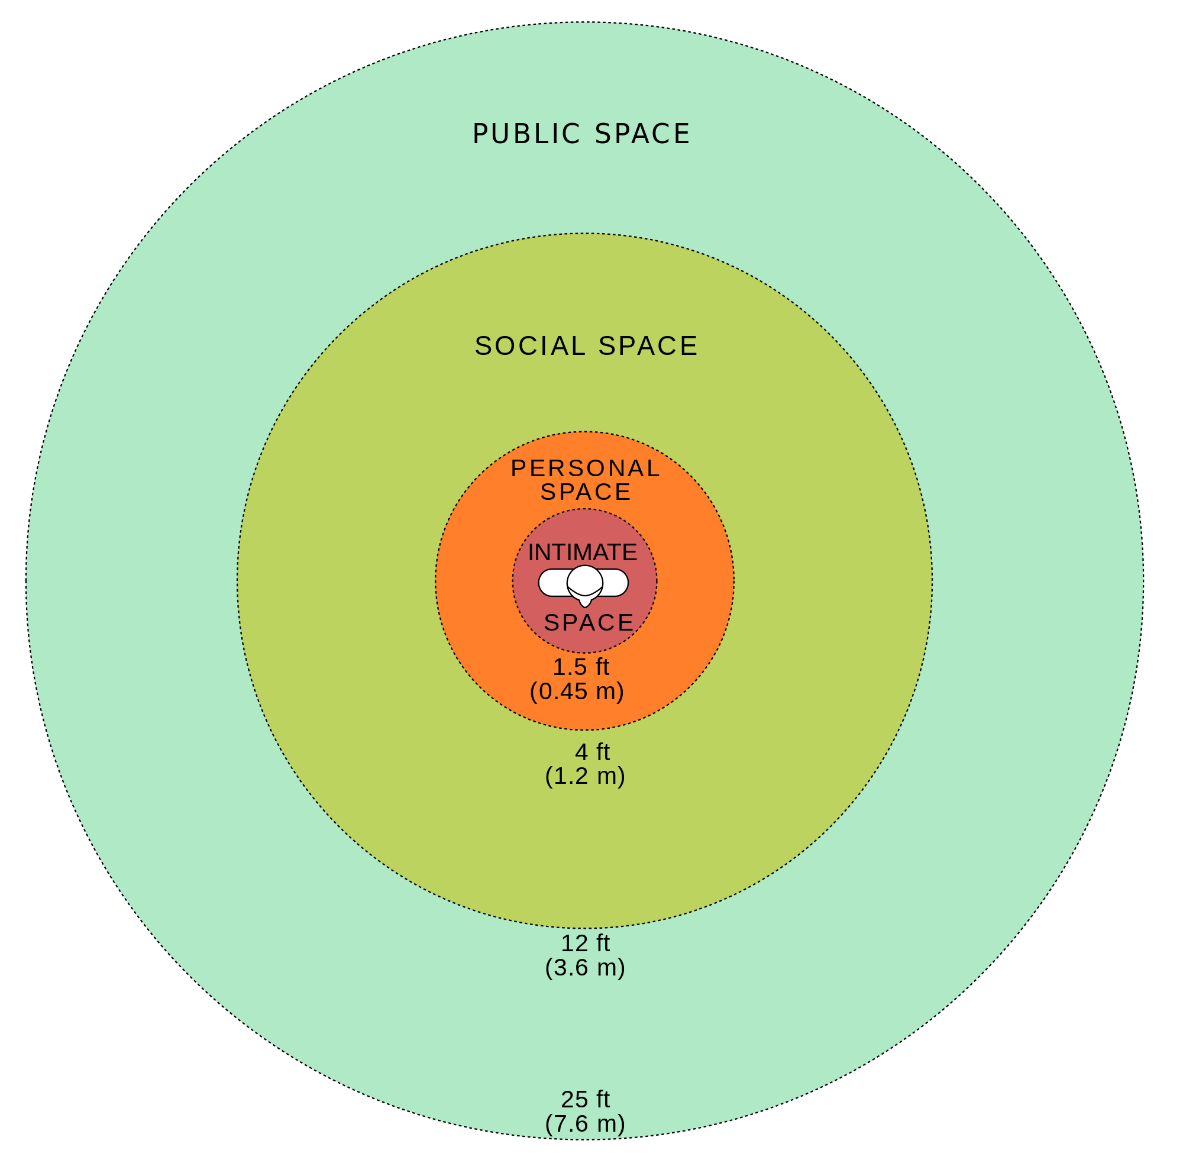 PUBLIC SPACE
SOCIAL SPACE
PERSONAL
SPACE
INTIMATE
SPACE
1.5 ft
(0.45 m)
4 ft
(1.2 m)
12 ft
(3.6 m)
25 ft
(7.6 m)